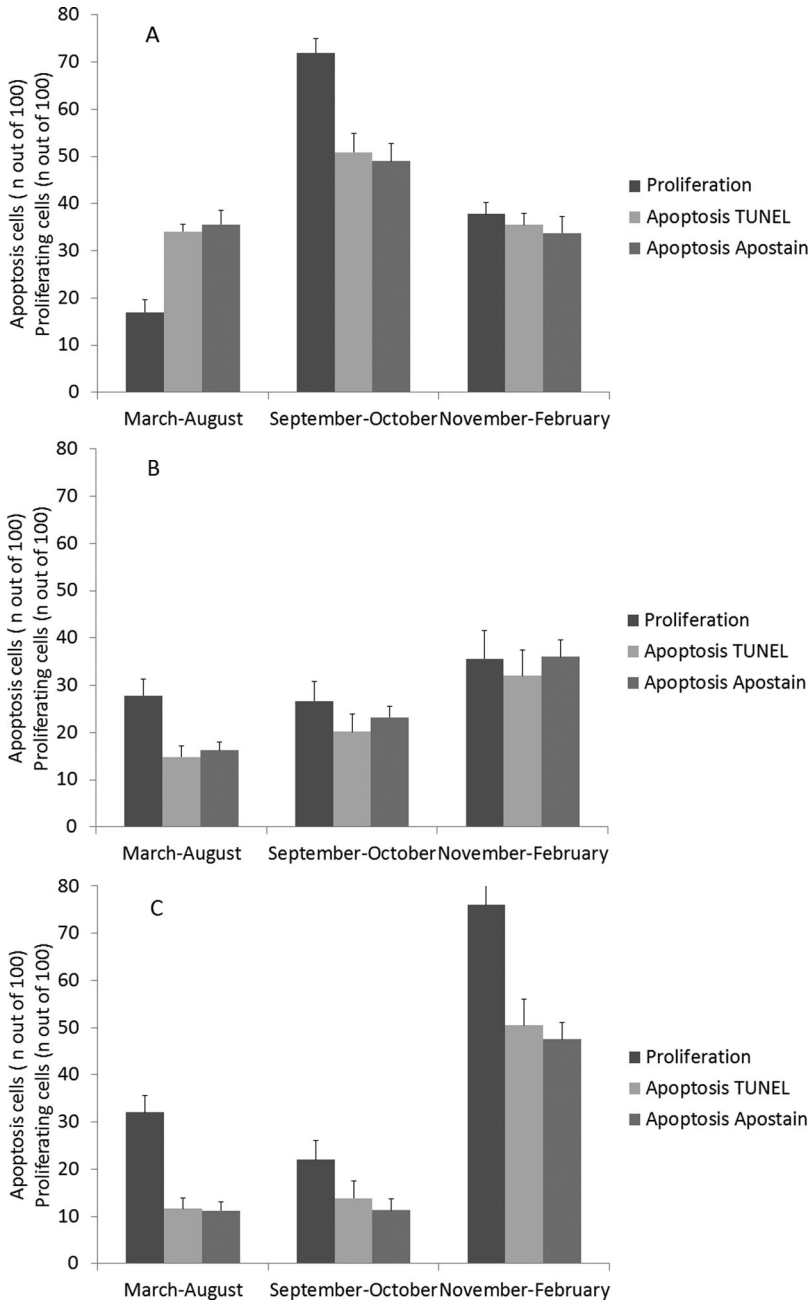 A
Apoptosis cells ( n out of 100)
Proliferating cells (n out of 100)
80
70
60
50
40
30
20
10
0
March-August
September-October
November-February
Proliferation
Apoptosis TUNEL
Apoptosis Apostain
B
Apoptosis cells ( n out of 100)
Proliferating cells (n out of 100)
80
70
60
50
40
30
20
10
0
March-August
September-October
November-February
Proliferation
Apoptosis TUNEL
Apoptosis Apostain
C
Apoptosis cells ( n out of 100)
Proliferating cells (n out of 100)
80
70
60
50
40
30
20
10
0
March-August
September-October
November-February
Proliferation
Apoptosis TUNEL
Apoptosis Apostain